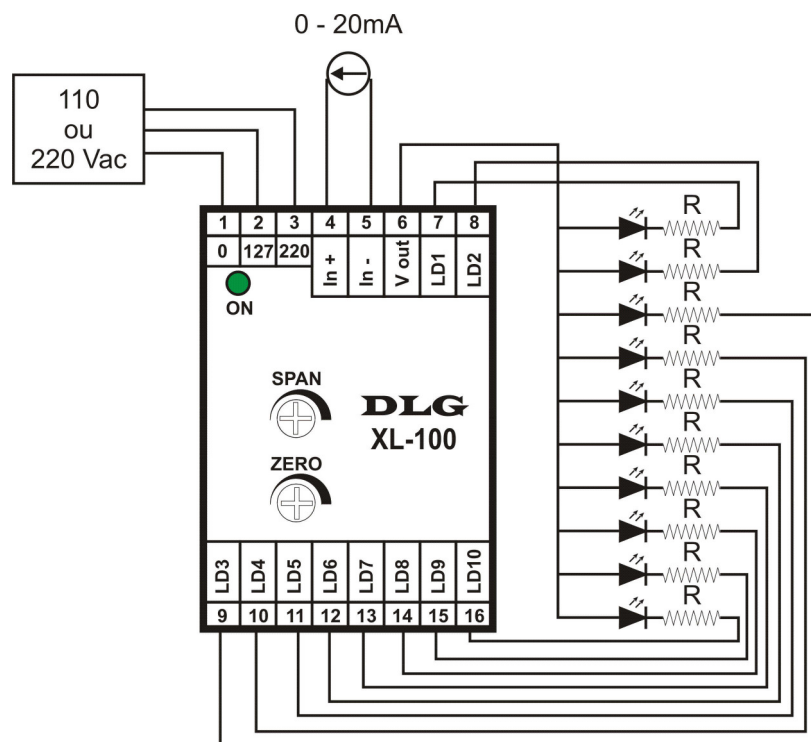 0 - 20mA
110
ou
220 Vac
1 2 3 4 5 6 7 8
0 127 220 In + In - V out LD1 LD2
ON
SPAN
DLG
XL-100
ZERO
LD3 LD4 LD5 LD6 LD7 LD8 LD9 LD10
9 10 11 12 13 14 15 16
R
R
R
R
R
R
R
R
R
R